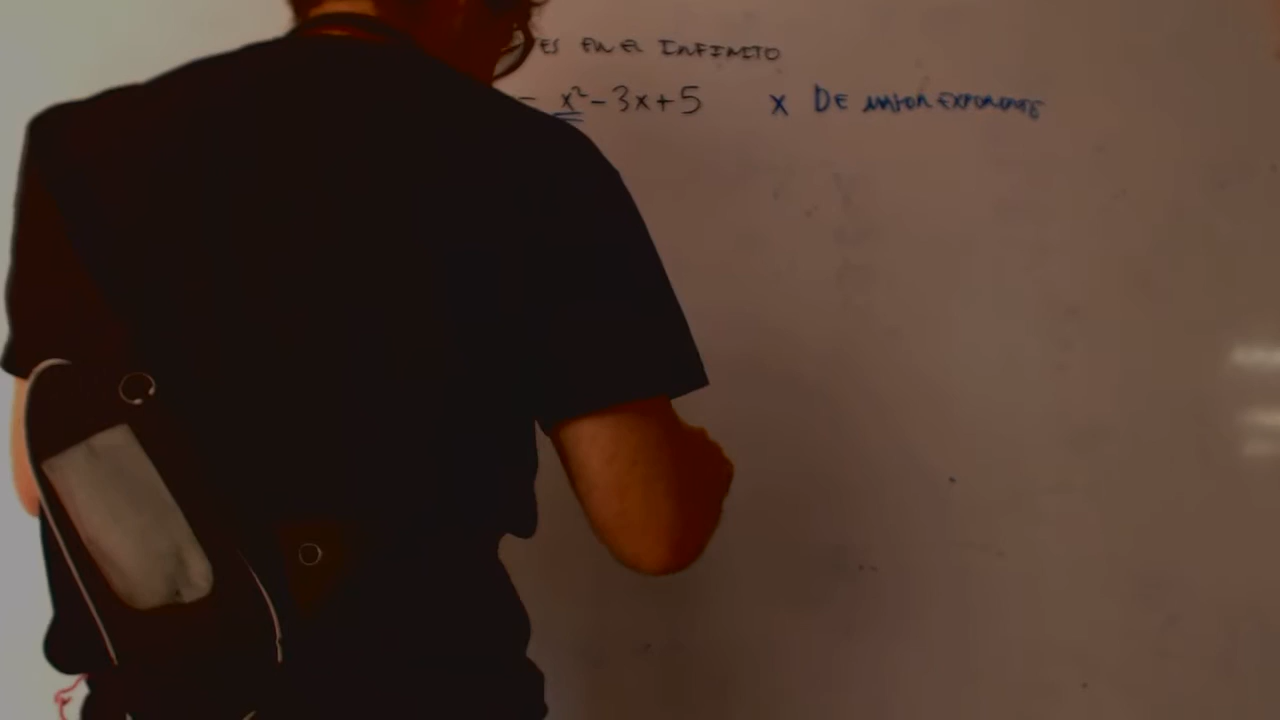 ES EN EL INFINITO
= x² - 3x + 5 x DE MAYOR EXPONENTE